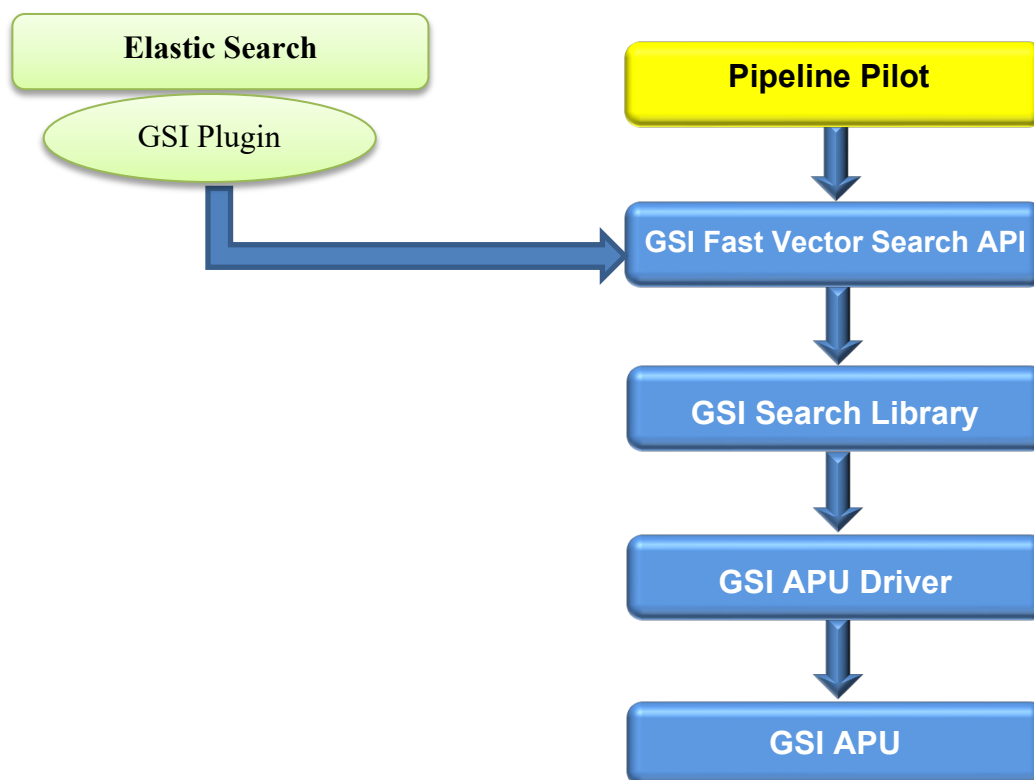 Elastic Search
GSI Plugin
Pipeline Pilot
GSI Fast Vector Search API
GSI Search Library
GSI APU Driver
GSI APU